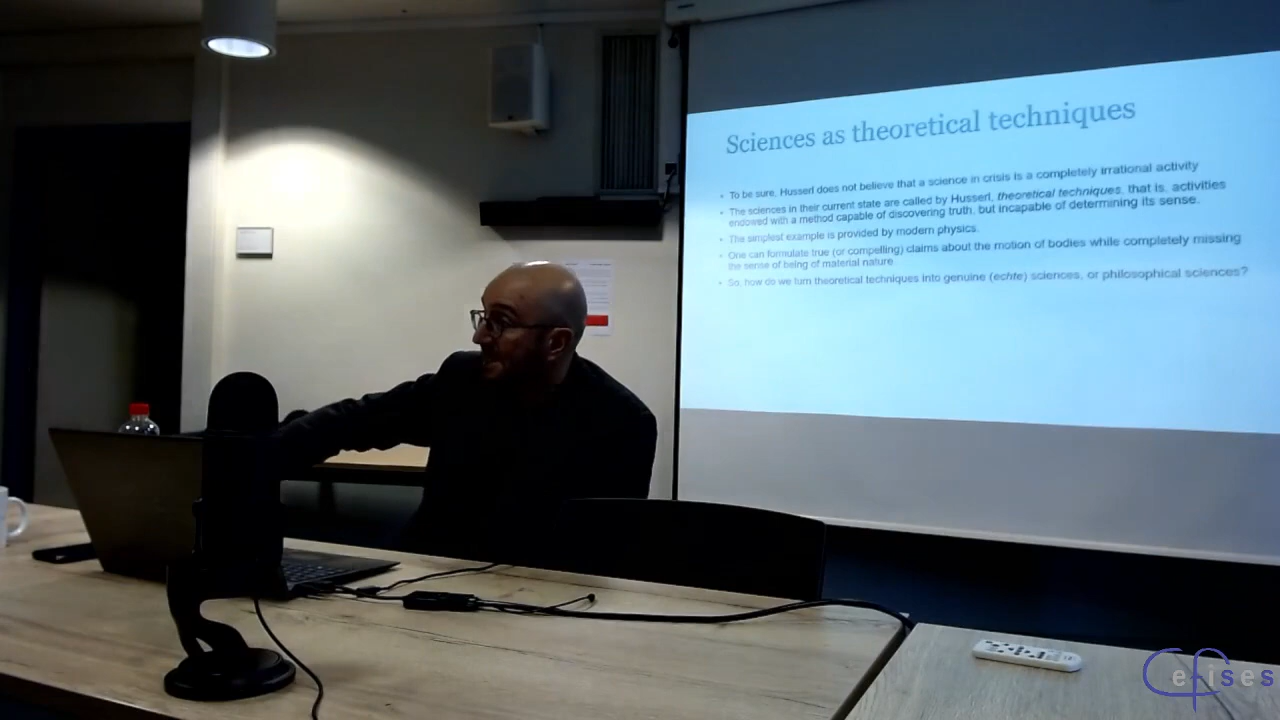 Sciences as theoretical techniques
To be sure, Husserl does not believe that a science in crisis is a completely irrational activity
The sciences in their current state are called by Husserl, theoretical techniques, that is, activities
endowed with a method capable of discovering truth, but incapable of determining its sense.
The simplest example is provided by modern physics.
One can formulate true (or compelling) claims about the motion of bodies while completely missing
the sense of being of material nature
So, how do we turn theoretical techniques into genuine (echte) sciences, or philosophical sciences?
Cefises